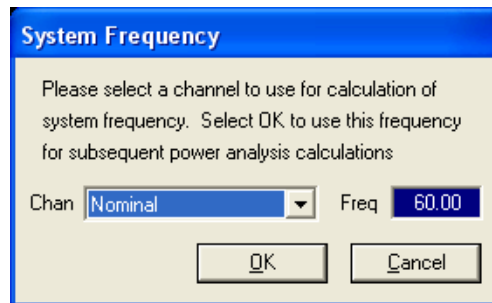 System Frequency
Please select a channel to use for calculation of
system frequency. Select OK to use this frequency
for subsequent power analysis calculations
Chan Nominal Freq 60.00
OK Cancel